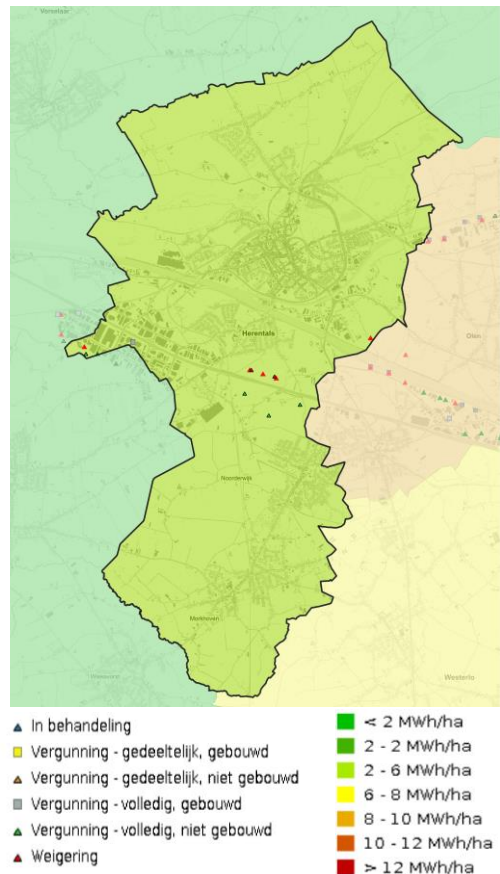 Vorselaar
Herentals
Olen
Noorderwijk
Morkhoven
Westerlo
In behandeling
Vergunning - gedeeltelijk, gebouwd
Vergunning - gedeeltelijk, niet gebouwd
Vergunning - volledig, gebouwd
Vergunning - volledig, niet gebouwd
Weigering
< 2 MWh/ha
2 - 2 MWh/ha
2 - 6 MWh/ha
6 - 8 MWh/ha
8 - 10 MWh/ha
10 - 12 MWh/ha
> 12 MWh/ha